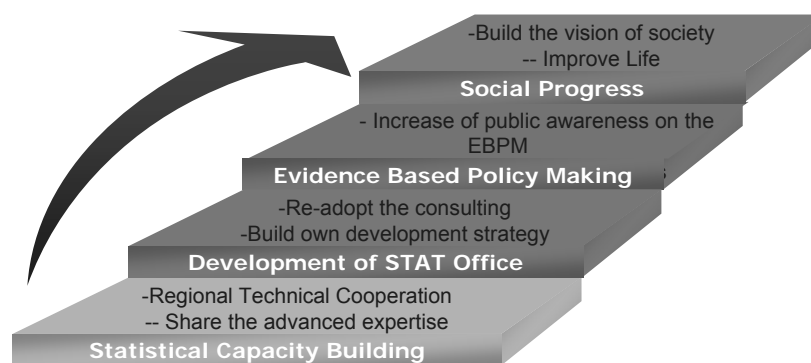 -Build the vision of society
-- Improve Life
Social Progress
- Increase of public awareness on the
EBPM
Evidence Based Policy Making
-Re-adopt the consulting
-Build own development strategy
Development of STAT Office
-Regional Technical Cooperation
-- Share the advanced expertise
Statistical Capacity Building